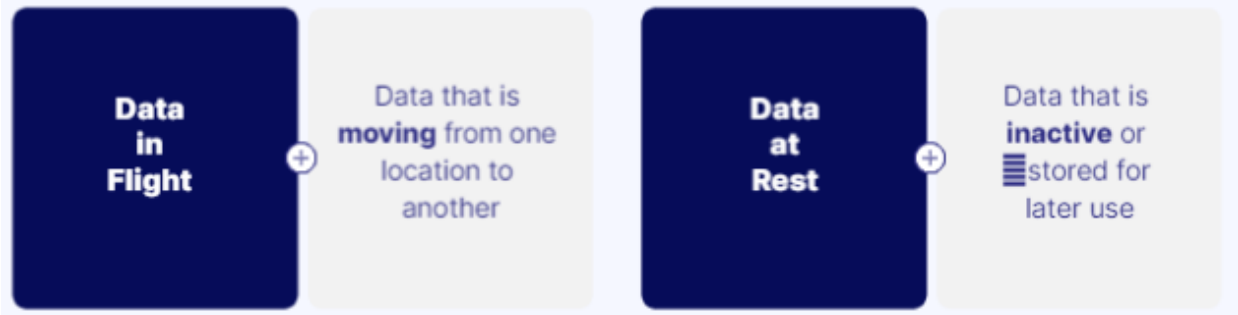 Data
in
Flight
Data that is
moving from one
location to
another
Data
at
Rest
Data that is
inactive or
stored for
later use